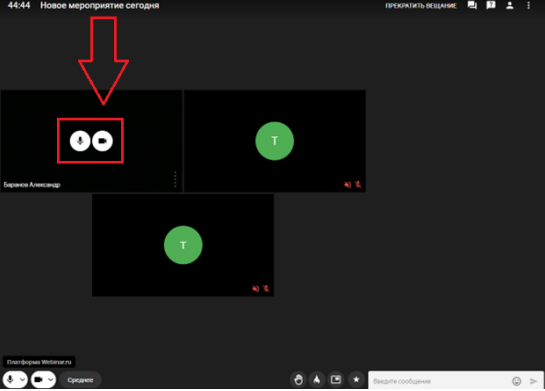 44:44 Новое мероприятие сегодня ПРЕКРАТИТЬ ВЕЩАНИЕ
Баранов Александр
T
T
Платформа Webinar.ru
Среднее
Введите сообщение